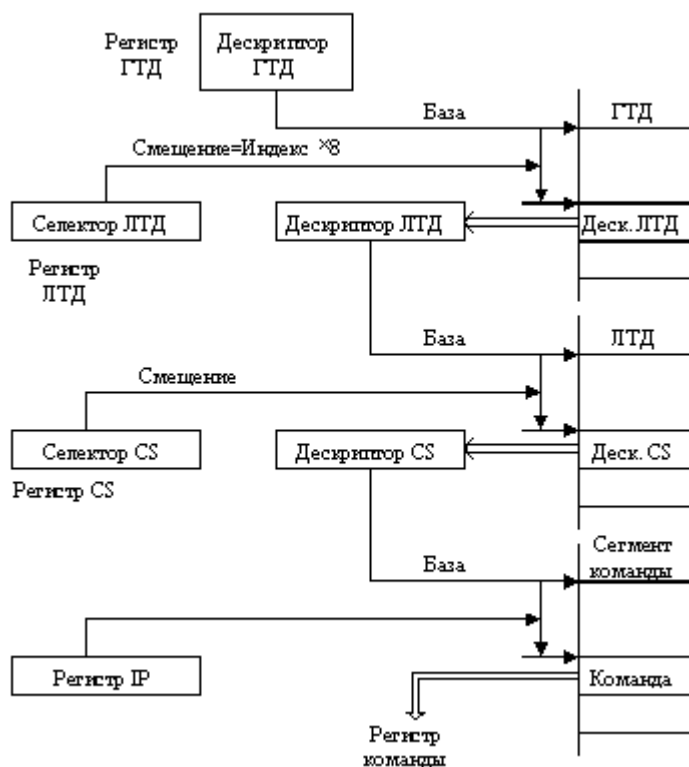 Регистр
ГТД
Дескриптор
ГТД
База
ГТД
Смещение=Индекс ×8
Селектор ЛТД
Дескриптор ЛТД
Деск. ЛТД
Регистр
ЛТД
База
ЛТД
Смещение
Селектор CS
Дескриптор CS
Деск. CS
Регистр CS
Сегмент
команды
База
Регистр IP
Команда
Регистр
команды